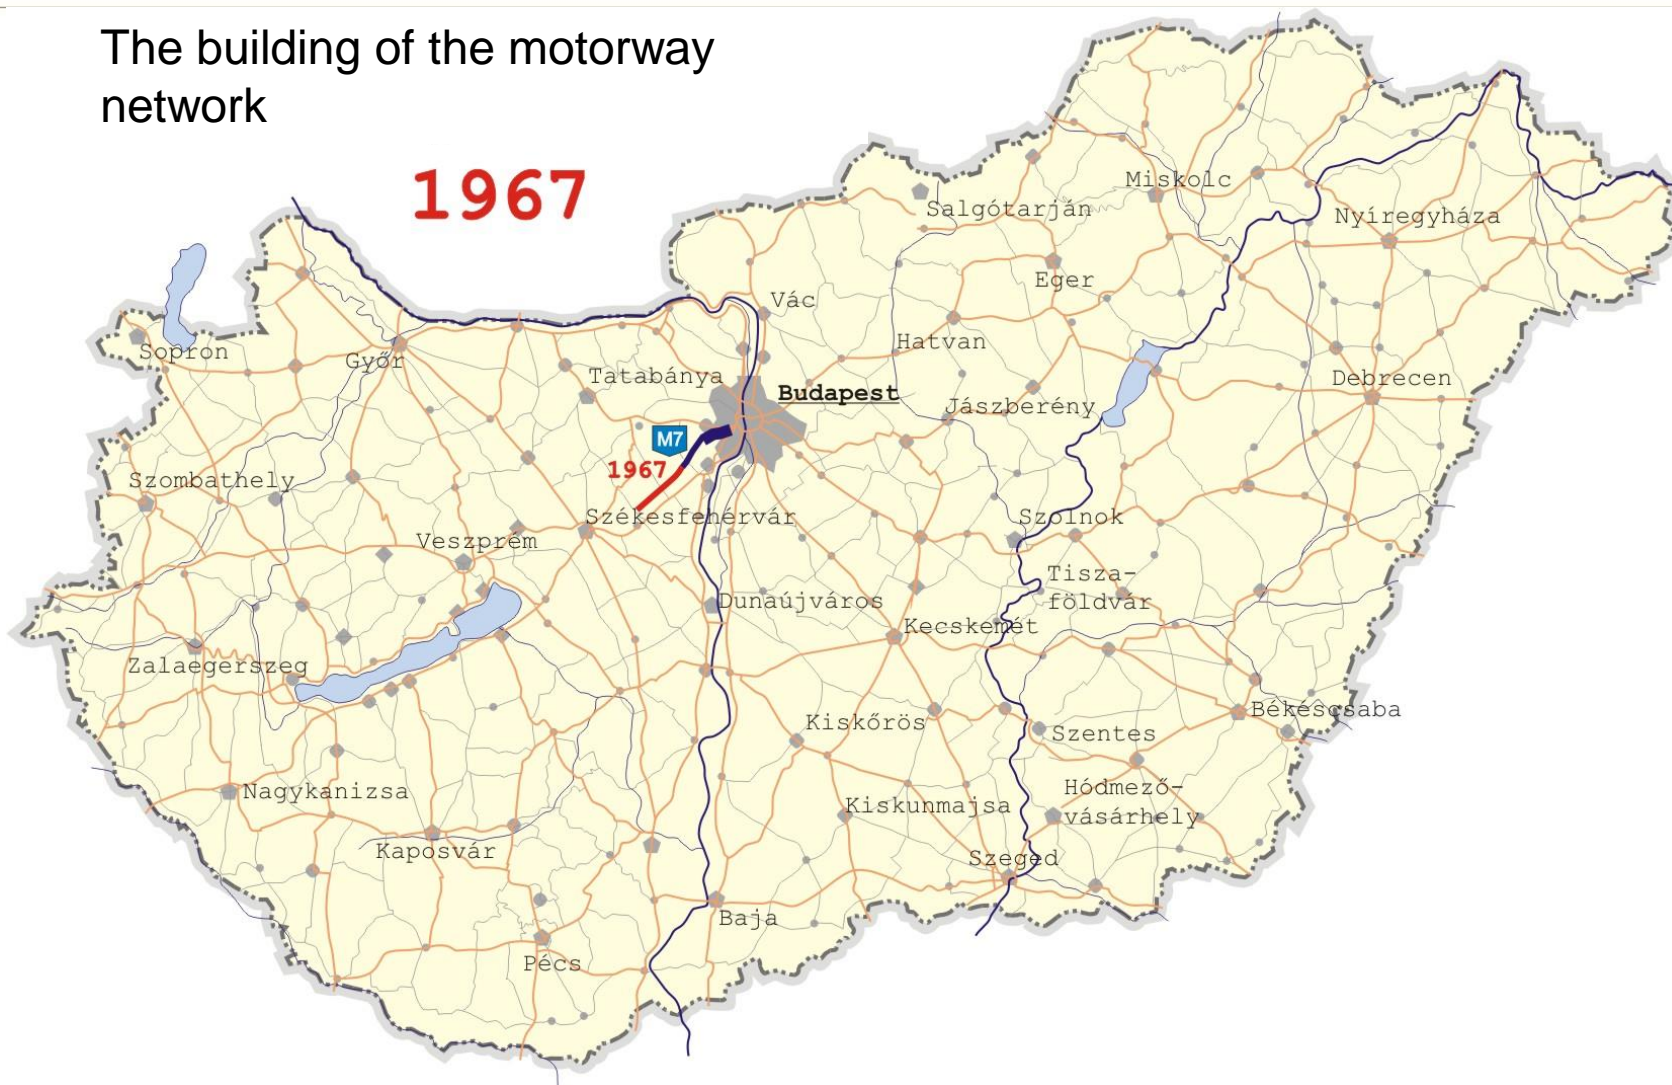 The building of the motorway
network
1967
Miskolc
Salgótarján
Nyíregyháza
Eger
Vác
Hatvan
Sopron
Győr
Tatabánya
Budapest
Debrecen
Jászberény
M7
1967
Szombathely
Székesfehérvár
Szolnok
Veszprém
Tisza-
földvár
Dunaújváros
Kecskemét
Zalaegerszeg
Békéscsaba
Kiskőrös
Szentes
Nagykanizsa
Hódmező-
vásárhely
Kiskunmajsa
Kaposvár
Szeged
Baja
Pécs